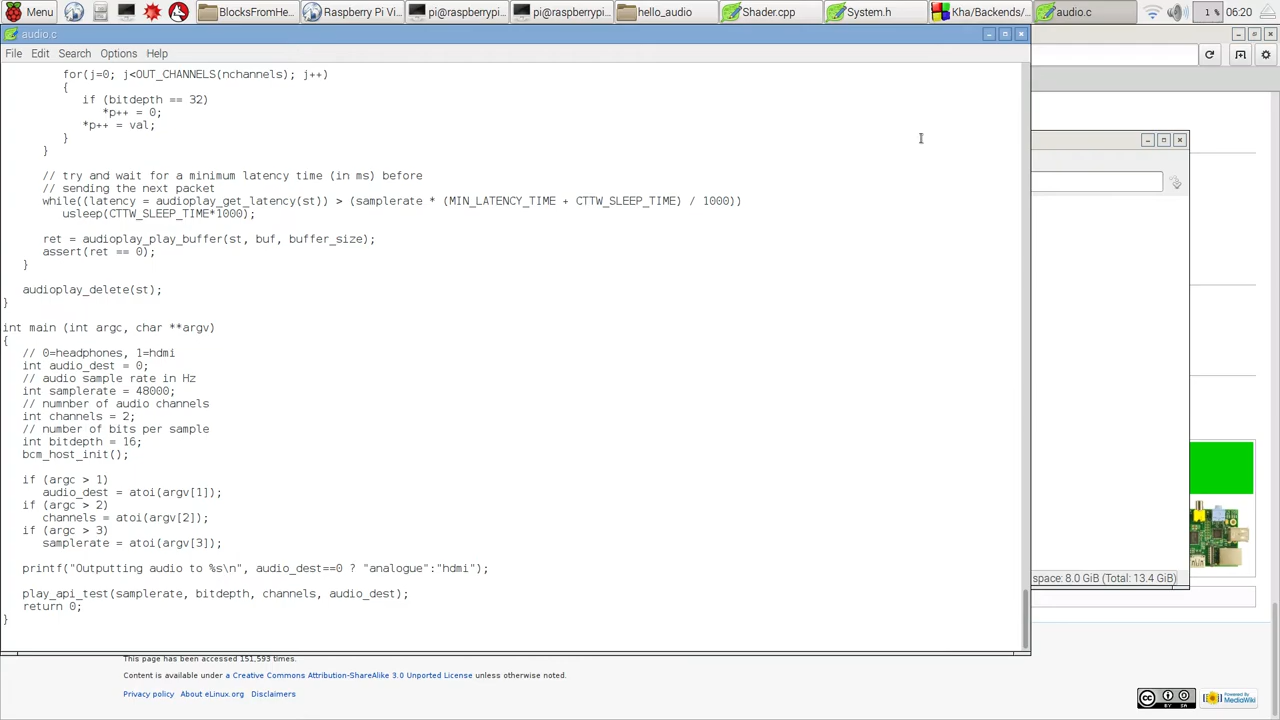 Menu
BlocksFromHe...
Raspberry Pi Vi...
pi@raspberrypi...
pi@raspberrypi...
hello_audio
Shader.cpp
System.h
Kha/Backends/...
audio.c
1 %
06:20
audio.c
File Edit Search Options Help
for(j=0; j<OUT_CHANNELS(nchannels); j++)
{
if (bitdepth == 32)
*p++ = 0;
*p++ = val;
}
}
// try and wait for a minimum latency time (in ms) before
// sending the next packet
while((latency = audioplay_get_latency(st)) > (samplerate * (MIN_LATENCY_TIME + CTTW_SLEEP_TIME) / 1000))
usleep(CTTW_SLEEP_TIME*1000);
ret = audioplay_play_buffer(st, buf, buffer_size);
assert(ret == 0);
}
audioplay_delete(st);
}
int main (int argc, char **argv)
{
// 0=headphones, 1=hdmi
int audio_dest = 0;
// audio sample rate in Hz
int samplerate = 48000;
// numnber of audio channels
int channels = 2;
// number of bits per sample
int bitdepth = 16;
bcm_host_init();
if (argc > 1)
audio_dest = atoi(argv[1]);
if (argc > 2)
channels = atoi(argv[2]);
if (argc > 3)
samplerate = atoi(argv[3]);
printf("Outputting audio to %s\n", audio_dest==0 ? "analogue":"hdmi");
play_api_test(samplerate, bitdepth, channels, audio_dest);
return 0;
}
space: 8.0 GiB (Total: 13.4 GiB)
This page has been accessed 151,593 times.
Content is available under a Creative Commons Attribution-ShareAlike 3.0 Unported License unless otherwise noted.
Privacy policy About eLinux.org Disclaimers
BY SA
Powered By
MediaWiki